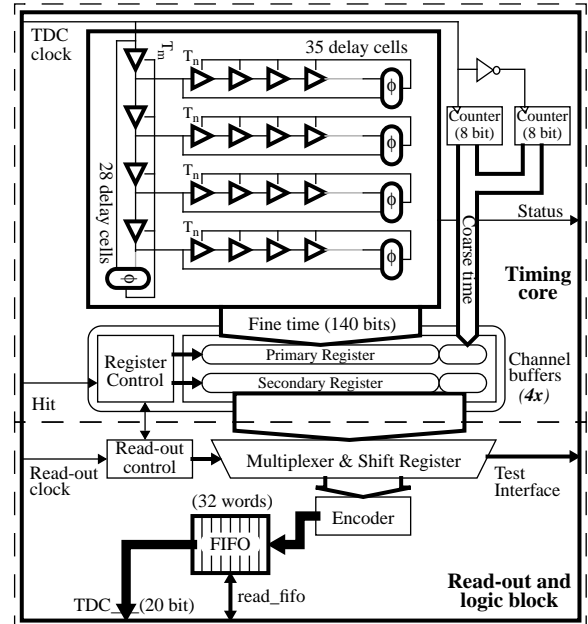 TDC
clock
T_m
35 delay cells
T_n
T_n
T_n
T_n
ϕ
ϕ
ϕ
ϕ
28 delay cells
ϕ
Counter
(8 bit)
Counter
(8 bit)
Status
Coarse time
Timing
core
Fine time (140 bits)
Register
Control
Primary Register
Secondary Register
Channel
buffers
(4x)
Hit
Read-out
clock
Read-out
control
Multiplexer & Shift Register
Test
Interface
(32 words)
Encoder
FIFO
TDC__(20 bit)
read_fifo
Read-out and
logic block